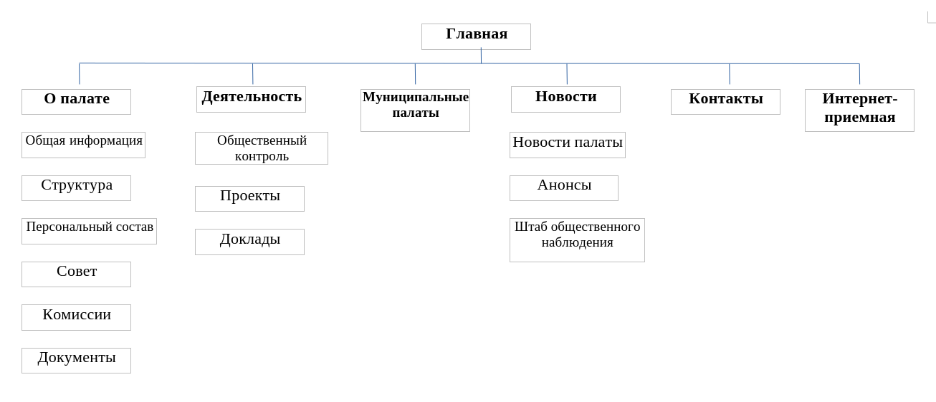 Главная
О палате
Деятельность
Муниципальные
палаты
Новости
Контакты
Интернет-
приемная
Общая информация
Структура
Персональный состав
Совет
Комиссии
Документы
Общественный
контроль
Проекты
Доклады
Новости палаты
Анонсы
Штаб общественного
наблюдения